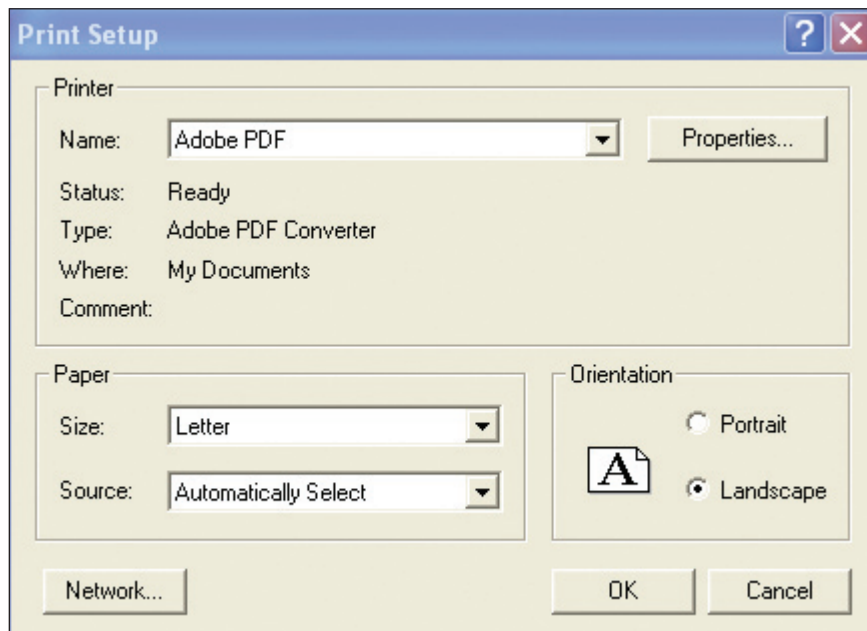 Print Setup
Printer
Name: Adobe PDF Properties...
Status: Ready
Type: Adobe PDF Converter
Where: My Documents
Comment:
Paper
Size: Letter
Source: Automatically Select
Orientation
A
Portrait
Landscape
Network... OK Cancel